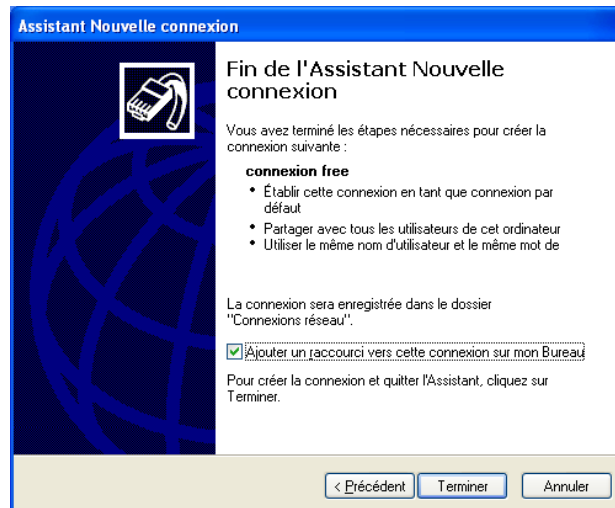 Assistant Nouvelle connexion
Fin de l'Assistant Nouvelle
connexion
Vous avez terminé les étapes nécessaires pour créer la
connexion suivante :
connexion free
• Établir cette connexion en tant que connexion par
défaut
• Partager avec tous les utilisateurs de cet ordinateur
• Utiliser le même nom d'utilisateur et le même mot de
La connexion sera enregistrée dans le dossier
"Connexions réseau".
Ajouter un raccourci vers cette connexion sur mon Bureau
Pour créer la connexion et quitter l'Assistant, cliquez sur
Terminer.
< Précédent Terminer Annuler